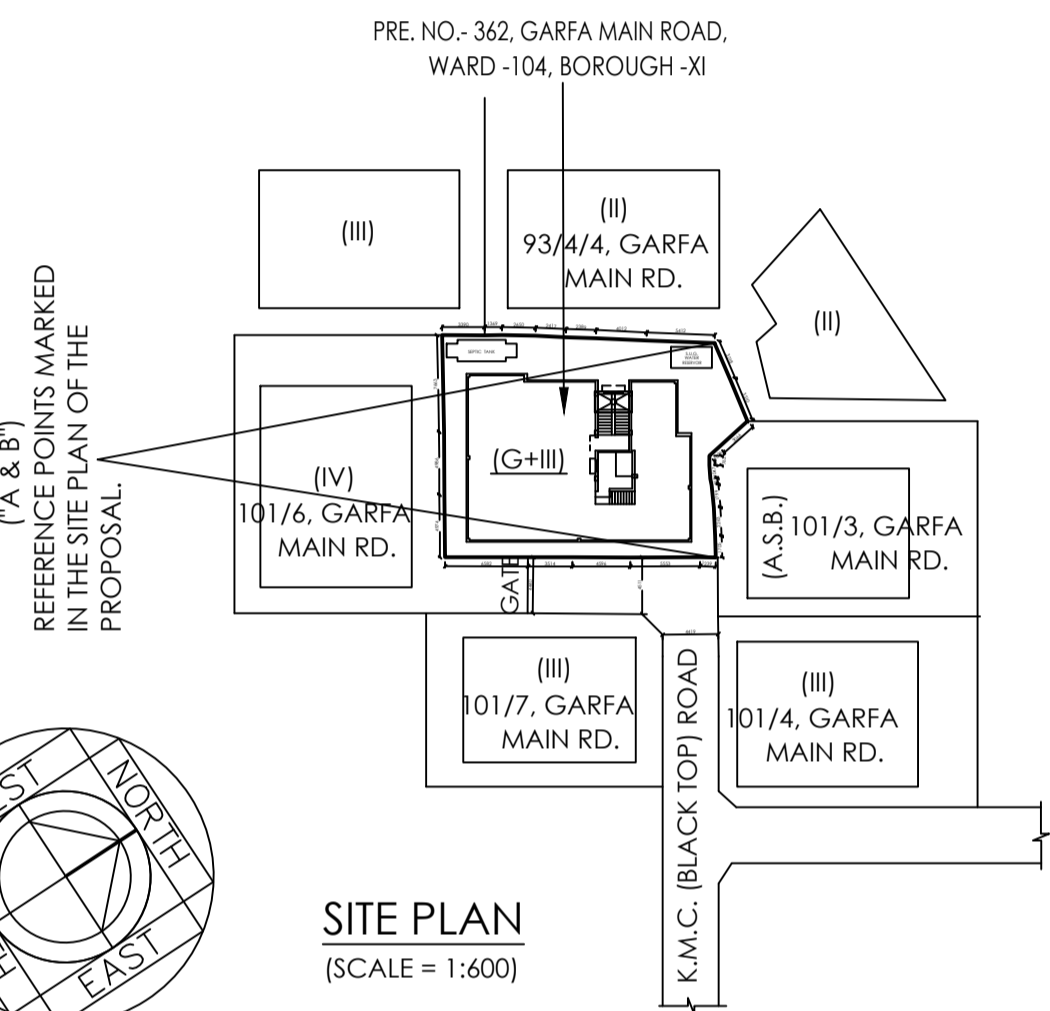 PRE. NO.- 362, GARFA MAIN ROAD,
WARD -104, BOROUGH -XI
(III)
(II)
93/4/4, GARFA
MAIN RD.
(II)
("A & B")
REFERENCE POINTS MARKED
IN THE SITE PLAN OF THE
PROPOSAL.
SEPTIC TANK
(G+III)
(IV)
101/6, GARFA
MAIN RD.
(A.S.B.)
101/3, GARFA
MAIN RD.
GATE
(III)
101/7, GARFA
MAIN RD.
(III)
101/4, GARFA
MAIN RD.
K.M.C. (BLACK TOP) ROAD
NORTH
EAST
SITE PLAN
(SCALE = 1:600)